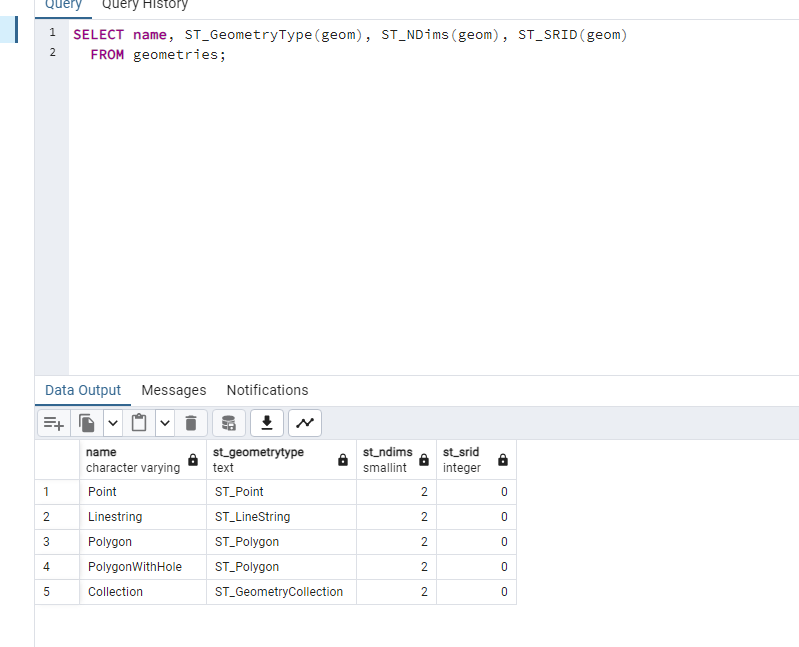 Query Query History
1 SELECT name, ST_GeometryType(geom), ST_NDims(geom), ST_SRID(geom)
2 FROM geometries;
Data Output Messages Notifications
name st_geometrytype st_ndims st_srid
character varying text smallint integer
1 Point ST_Point 2 0
2 Linestring ST_LineString 2 0
3 Polygon ST_Polygon 2 0
4 PolygonWithHole ST_Polygon 2 0
5 Collection ST_GeometryCollection 2 0